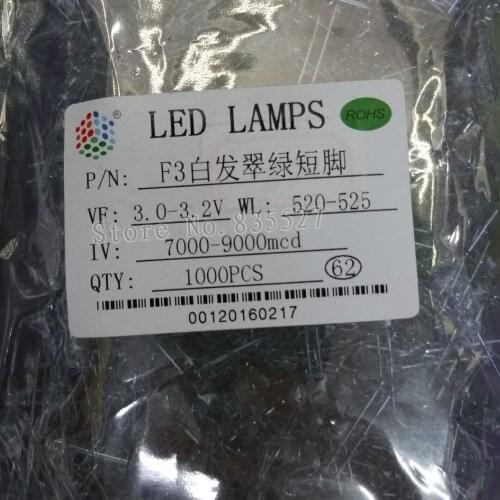 ®
LED LAMPS
ROHS
P/N: F3白发翠绿短脚
VF: 3.0-3.2V WL: 520-525
Store No.835527
IV: 7000-9000mcd
QTY: 1000PCS 62
00120160217